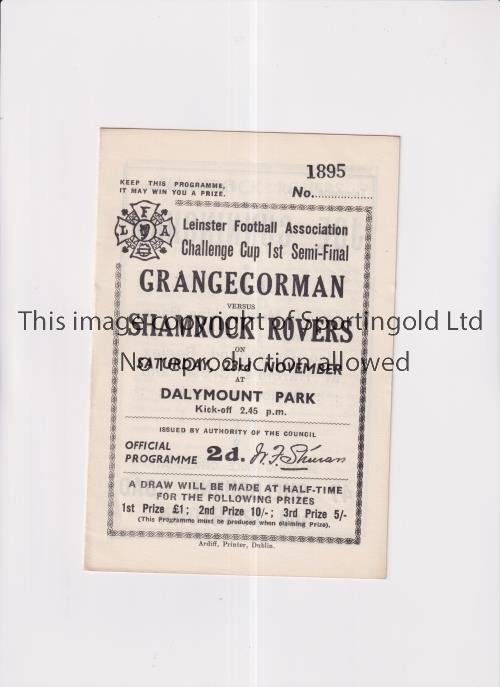 KEEP THIS PROGRAMME,
IT MAY WIN YOU A PRIZE.
1895
No.
LFA
Leinster Football Association
Challenge Cup 1st Semi-Final
GRANGEGORMAN
VERSUS
SHAMROCK ROVERS
This image copyright of Sportingold Ltd
ON
SATURDAY, 23rd NOVEMBER
No reproduction allowed
AT
DALYMOUNT PARK
Kick-off 2.45 p.m.
ISSUED BY AUTHORITY OF THE COUNCIL
OFFICIAL
PROGRAMME 2d.
A DRAW WILL BE MADE AT HALF-TIME
FOR THE FOLLOWING PRIZES
1st Prize £1; 2nd Prize 10/-; 3rd Prize 5/-
(This Programme must be produced when claiming Prize).
Ardiff, Printer, Dublin.